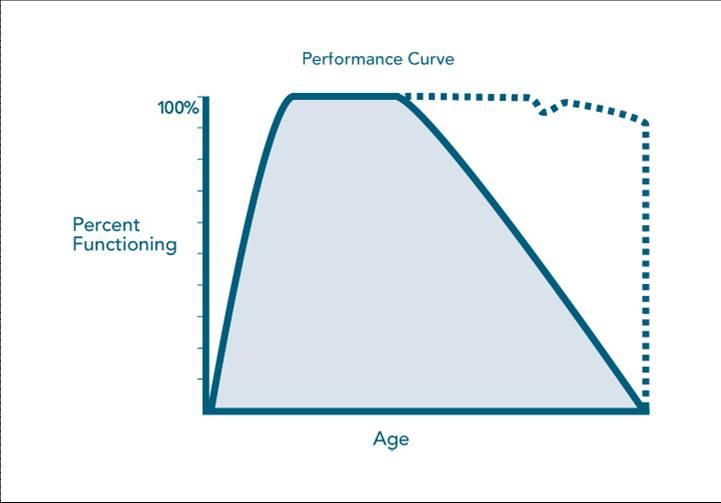 Performance Curve
100%
Percent
Functioning
Age